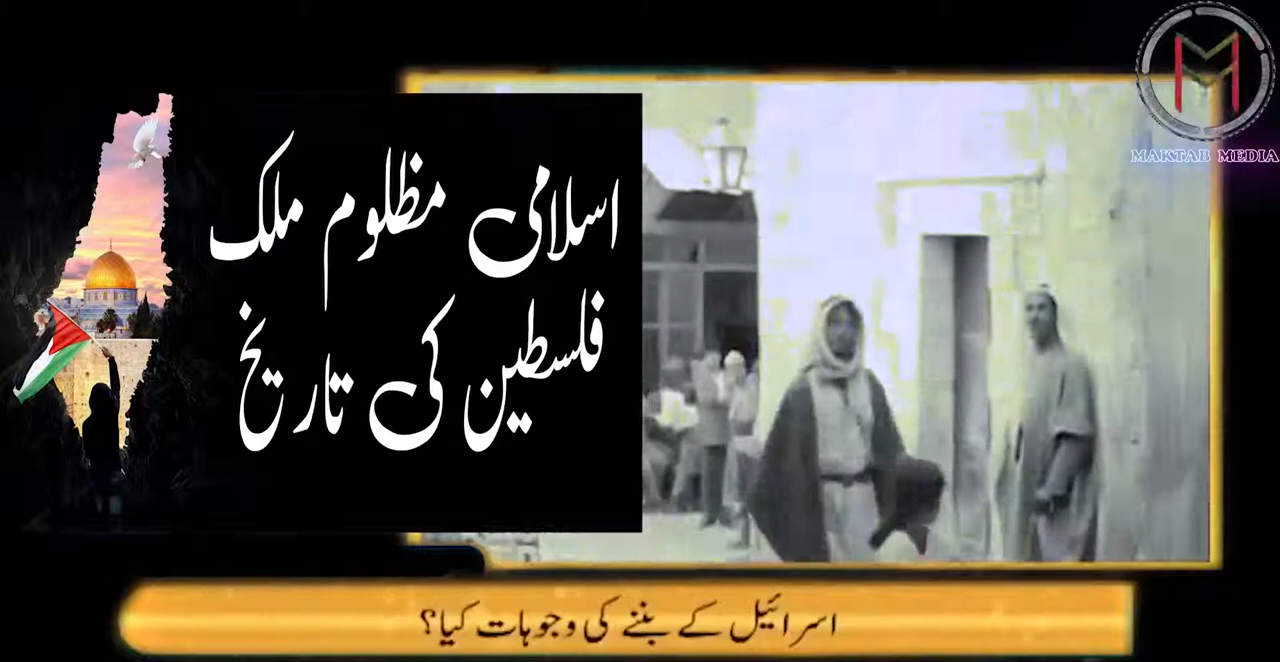 MAKTAB MEDIA
اسلامی مظلوم ملک
فلسطین کی تاریخ
اسرائیل کے بننے کی وجوہات کیا؟